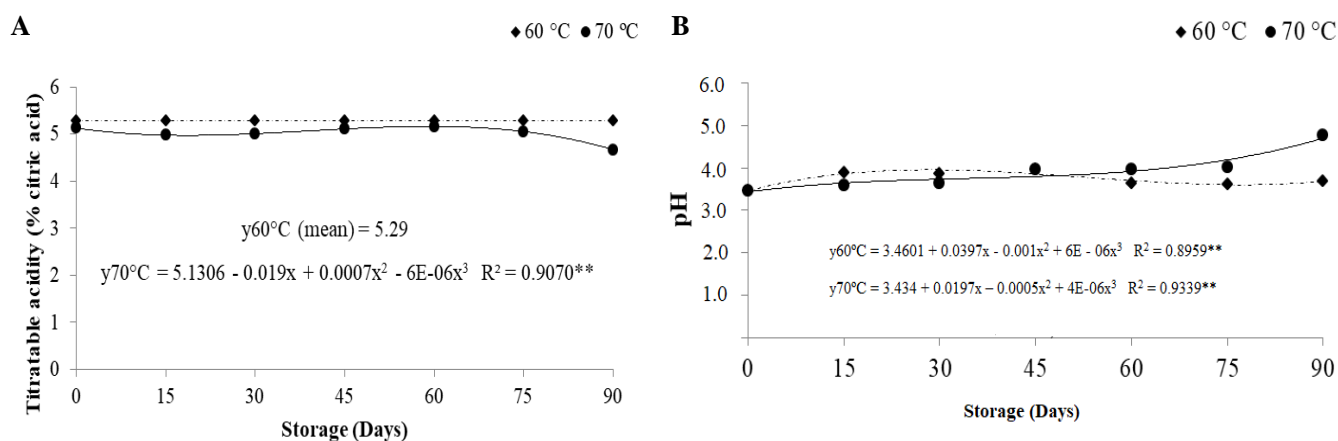 A
◆ 60 °C ● 70 ºC
Titratable acidity (% citric acid)
6
5
4
3
2
1
0
y60°C (mean) = 5.29
y70°C = 5.1306 - 0.019x + 0.0007x² - 6E-06x³ R² = 0.9070**
0 15 30 45 60 75 90
Storage (Days)
B
◆ 60 °C ● 70 °C
pH
6.0
5.0
4.0
3.0
2.0
1.0
y60°C = 3.4601 + 0.0397x - 0.001x² + 6E - 06x³ R² = 0.8959**
y70°C = 3.434 + 0.0197x – 0.0005x² + 4E-06x³ R² = 0.9339**
0 15 30 45 60 75 90
Storage (Days)